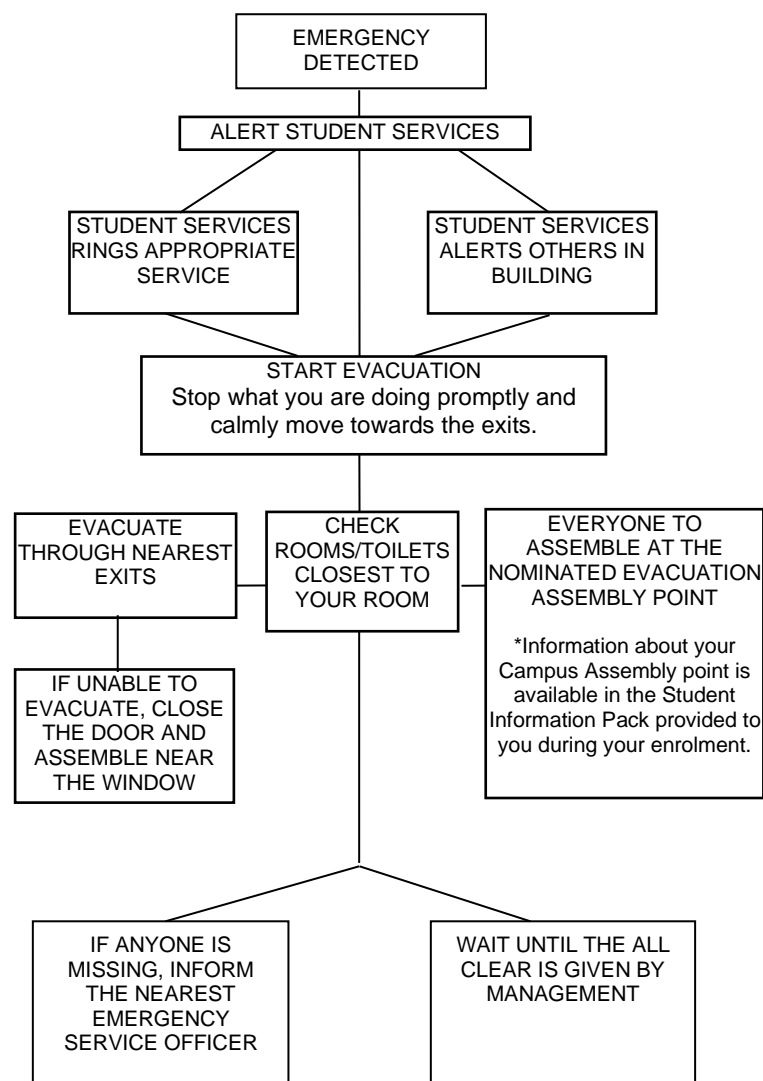 EMERGENCY
DETECTED
ALERT STUDENT SERVICES
STUDENT SERVICES
RINGS APPROPRIATE
SERVICE
STUDENT SERVICES
ALERTS OTHERS IN
BUILDING
START EVACUATION
Stop what you are doing promptly and
calmly move towards the exits.
EVACUATE
THROUGH NEAREST
EXITS
CHECK
ROOMS/TOILETS
CLOSEST TO
YOUR ROOM
EVERYONE TO
ASSEMBLE AT THE
NOMINATED EVACUATION
ASSEMBLY POINT
*Information about your
Campus Assembly point is
available in the Student
Information Pack provided to
you during your enrolment.
IF UNABLE TO
EVACUATE, CLOSE
THE DOOR AND
ASSEMBLE NEAR
THE WINDOW
IF ANYONE IS
MISSING, INFORM
THE NEAREST
EMERGENCY
SERVICE OFFICER
WAIT UNTIL THE ALL
CLEAR IS GIVEN BY
MANAGEMENT